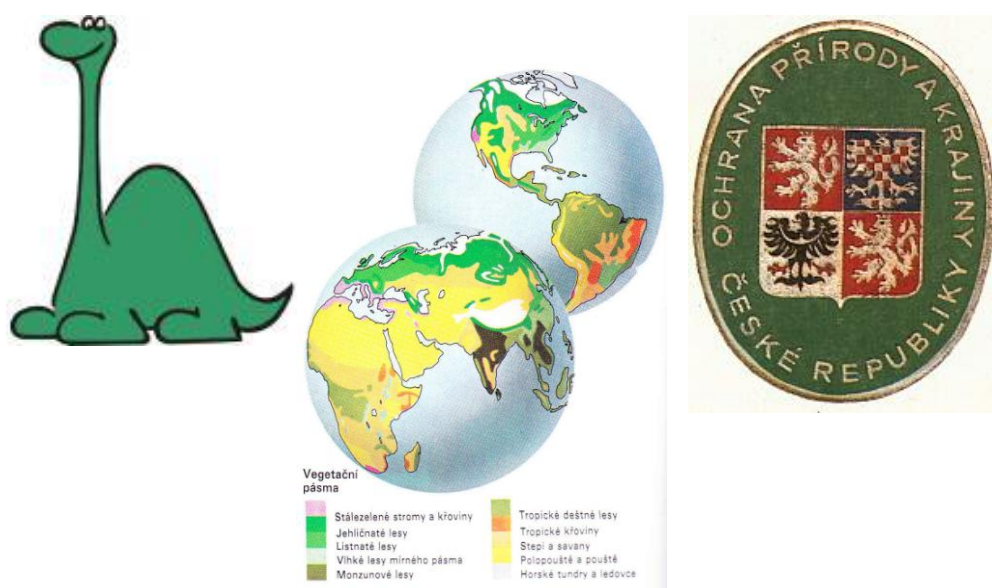 Vegetační
pásma
Stálezelené stromy a křoviny
Jehličnaté lesy
Listnaté lesy
Vlhké lesy mírného pásma
Monzunové lesy
Tropické deštné lesy
Tropické křoviny
Stepi a savany
Polopouště a pouště
Horské tundry a ledovce
OCHRANA PŘÍRODY A KRAJINY
ČESKÉ REPUBLIKY